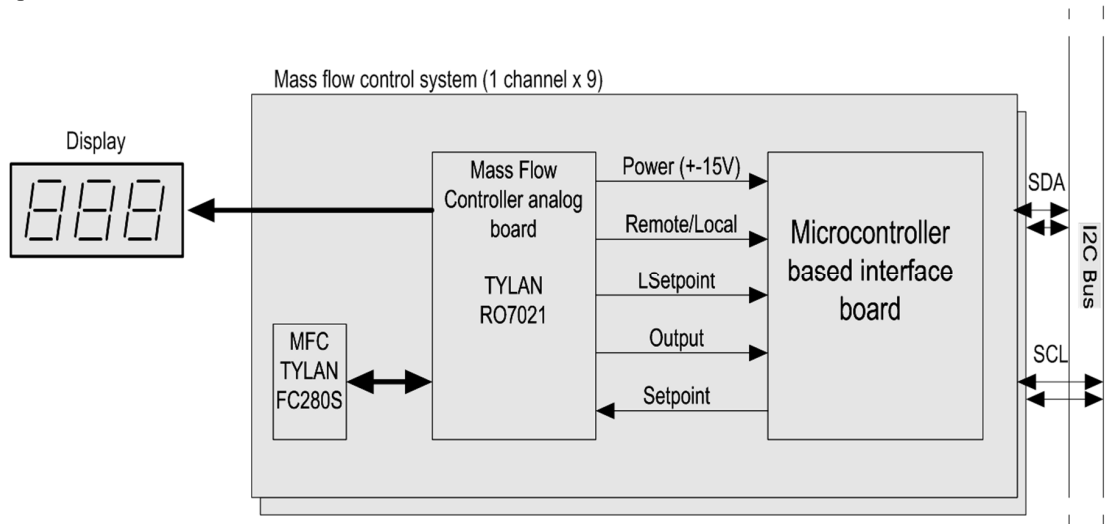 Mass flow control system (1 channel x 9)
Display
888
Mass Flow
Controller analog
board
TYLAN
RO7021
MFC
TYLAN
FC280S
Power (+-15V)
Remote/Local
LSetpoint
Output
Setpoint
Microcontroller
based interface
board
SDA
SCL
I2C Bus